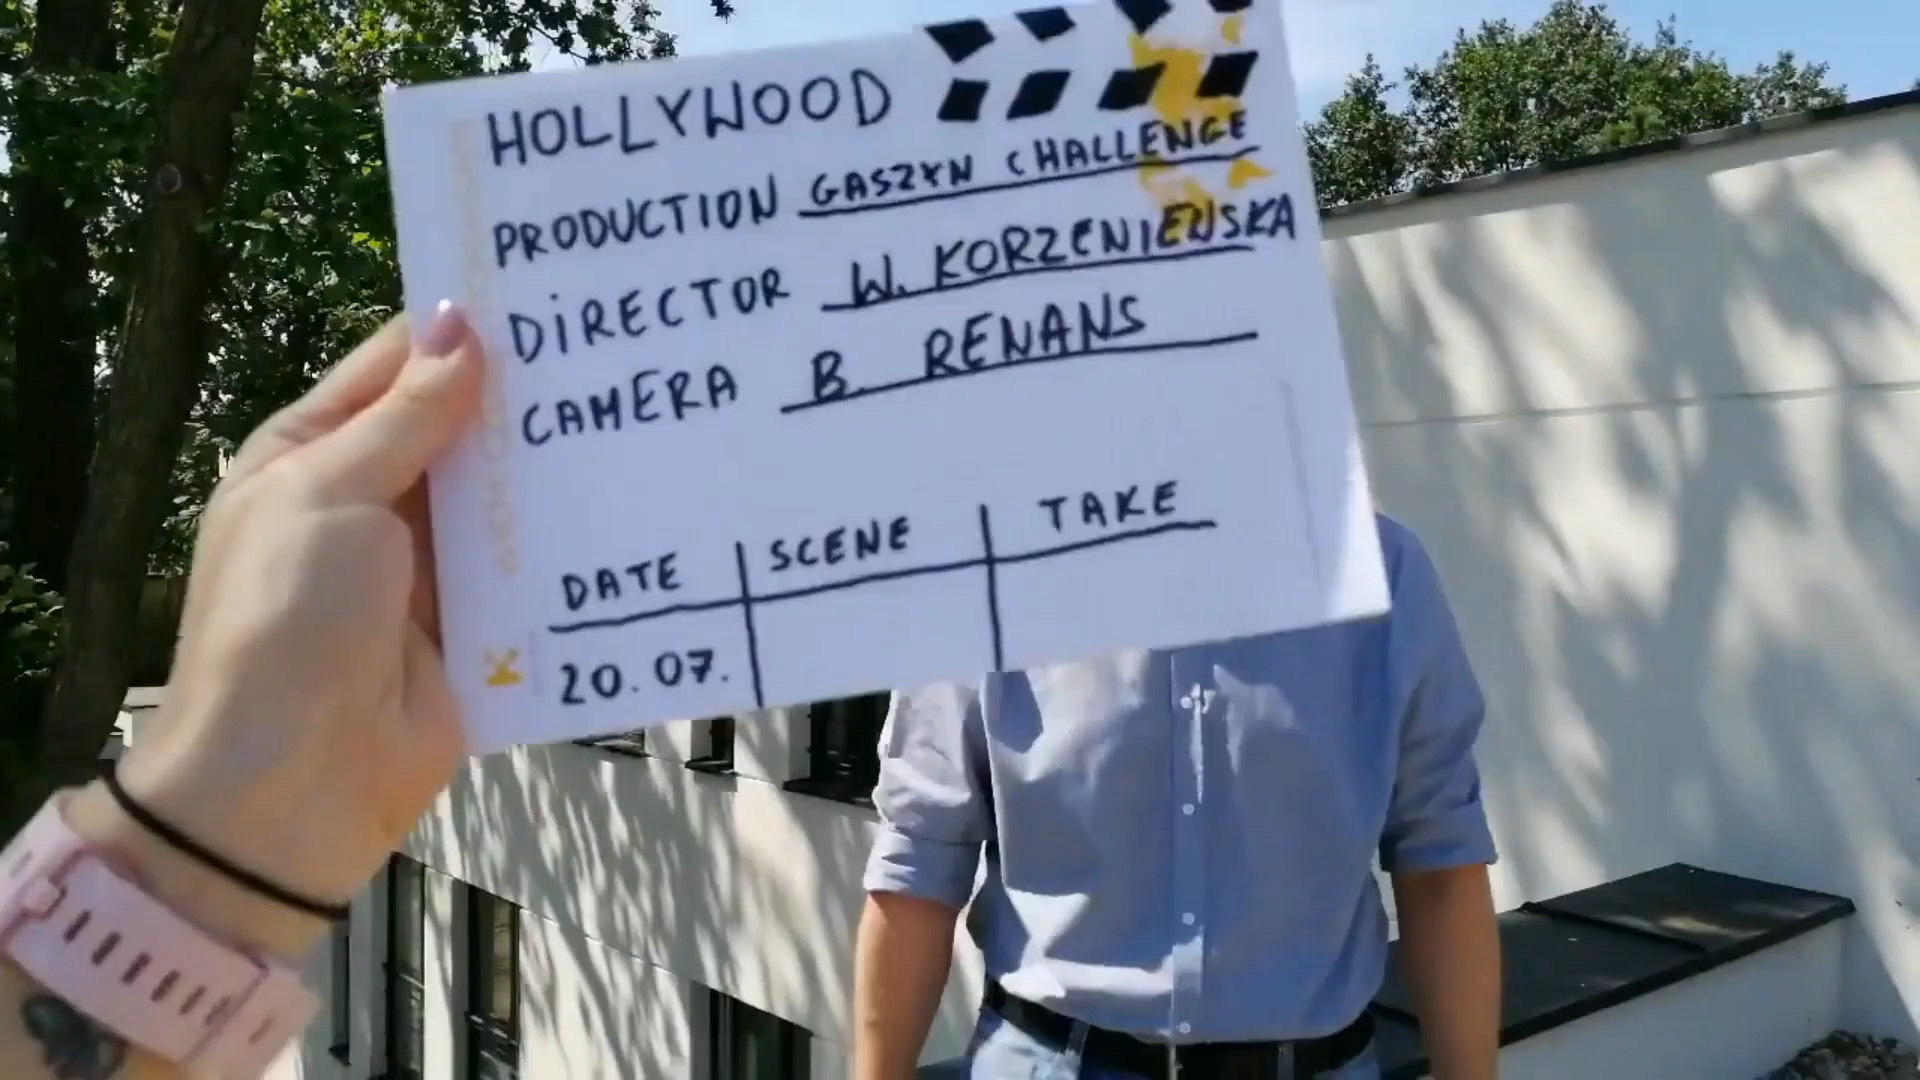 HOLLYWOOD
PRODUCTION GASZYN CHALLENGE
DIRECTOR W. KORZENIEWSKA
CAMERA B. RENANS
DATE SCENE TAKE
20.07.